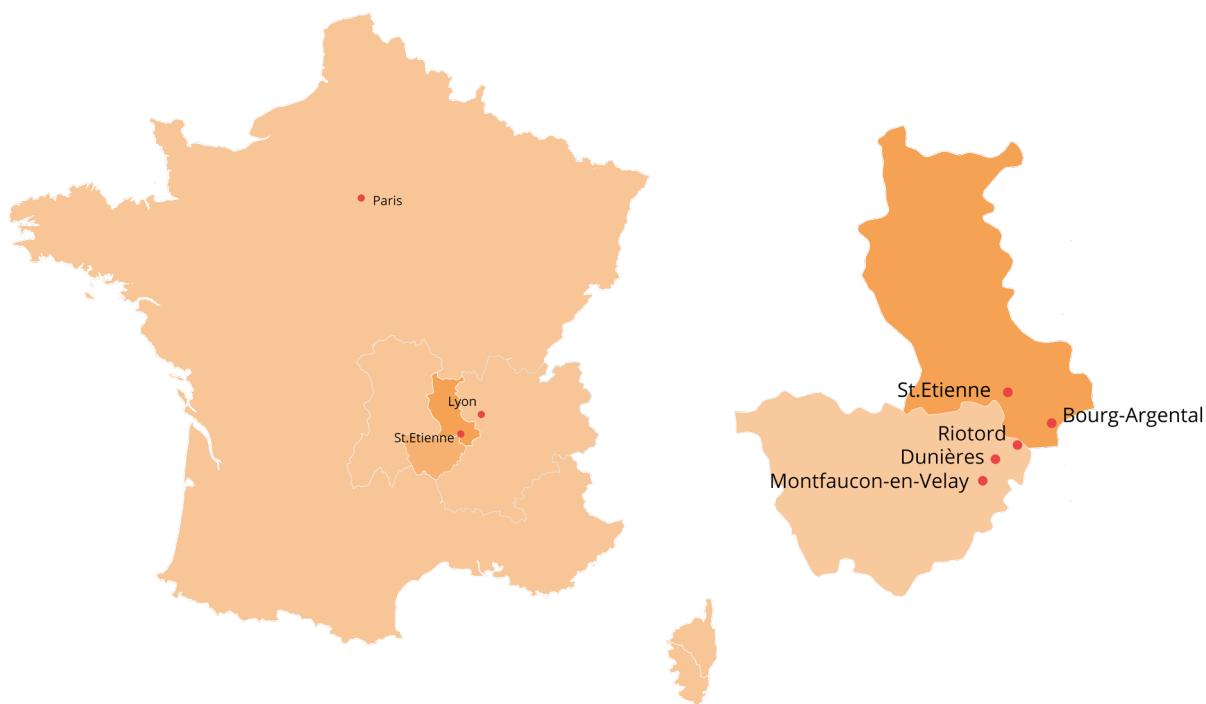 Paris
Lyon
St.Etienne
St.Etienne
Bourg-Argental
Riotord
Dunières
Montfaucon-en-Velay